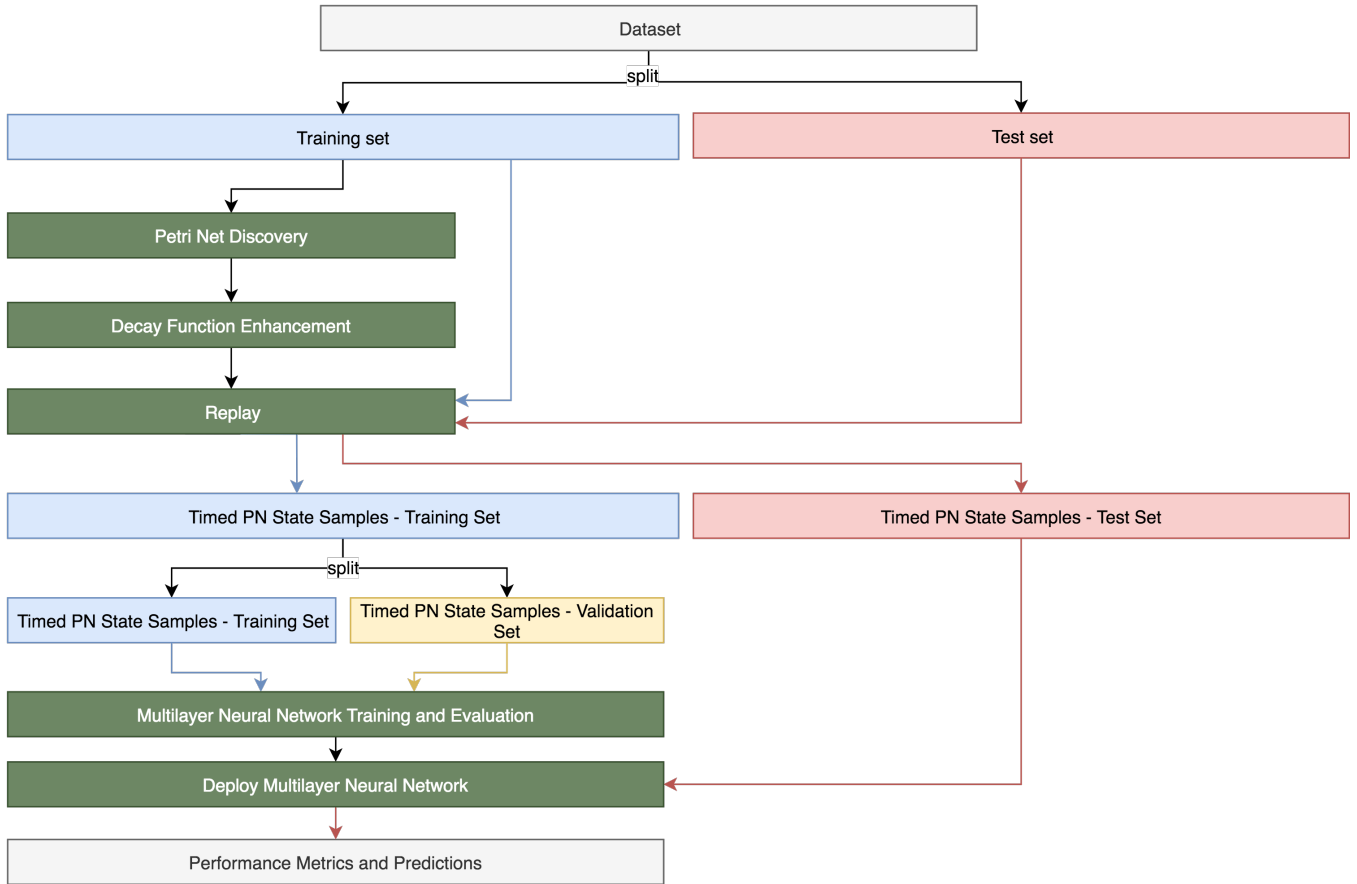 Dataset
split
Training set
Test set
Petri Net Discovery
Decay Function Enhancement
Replay
Timed PN State Samples - Training Set
Timed PN State Samples - Test Set
split
Timed PN State Samples - Training Set
Timed PN State Samples - Validation
Set
Multilayer Neural Network Training and Evaluation
Deploy Multilayer Neural Network
Performance Metrics and Predictions